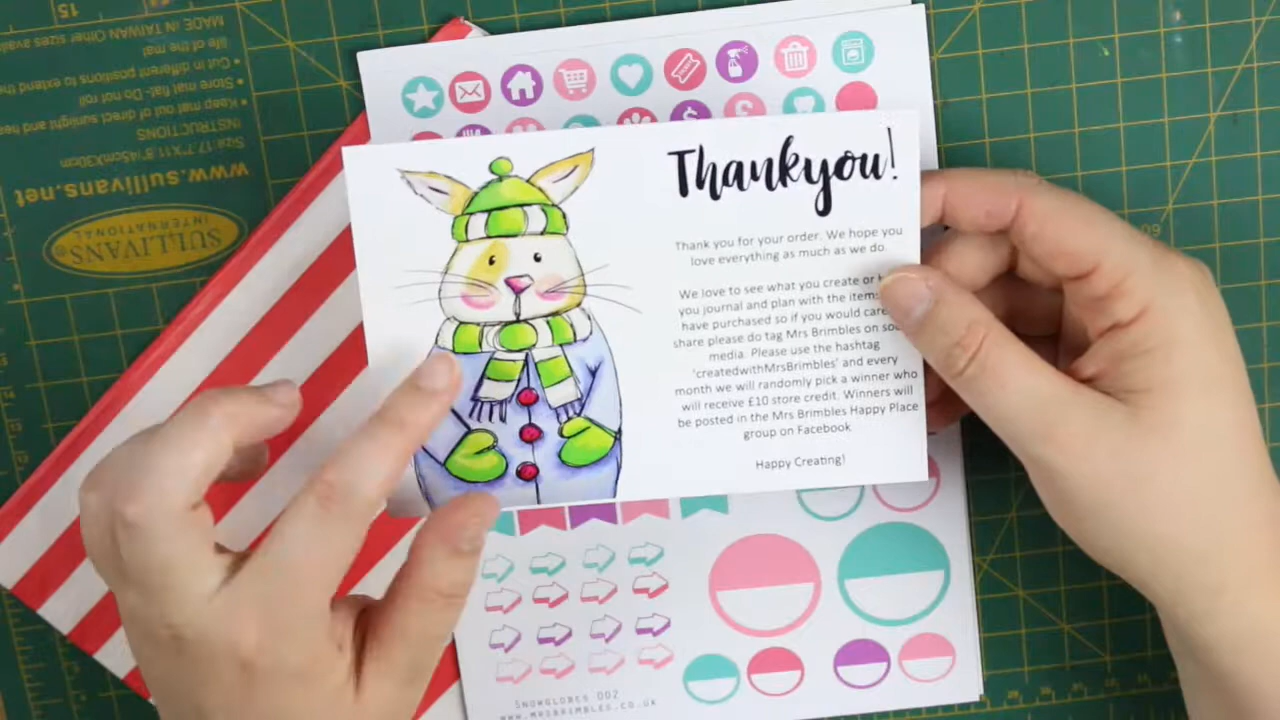 Thankyou!
Thank you for your order. We hope you
love everything as much as we do.
We love to see what you create or
you journal and plan with the items
have purchased so if you would care
share please do tag Mrs Brimbles on
media. Please use the hashtag
'createdwithMrsBrimbles' and every
month we will randomly pick a winner who
will receive £10 store credit. Winners will
be posted in the Mrs Brimbles Happy Place
group on Facebook
Happy Creating!
SNOWGLOBES 002
WWW.MRSBRIMBLES.CO.UK
SULLIVANS
INTERNATIONAL
www.sullivans.net
Size 17.7"X11.8"/45cmX30cm
INSTRUCTIONS
• Keep mat out of direct sunlight and
• Store mat flat- Do not roll
• Cut in different positions to extend the
life of the mat
MADE IN TAIWAN Other sizes